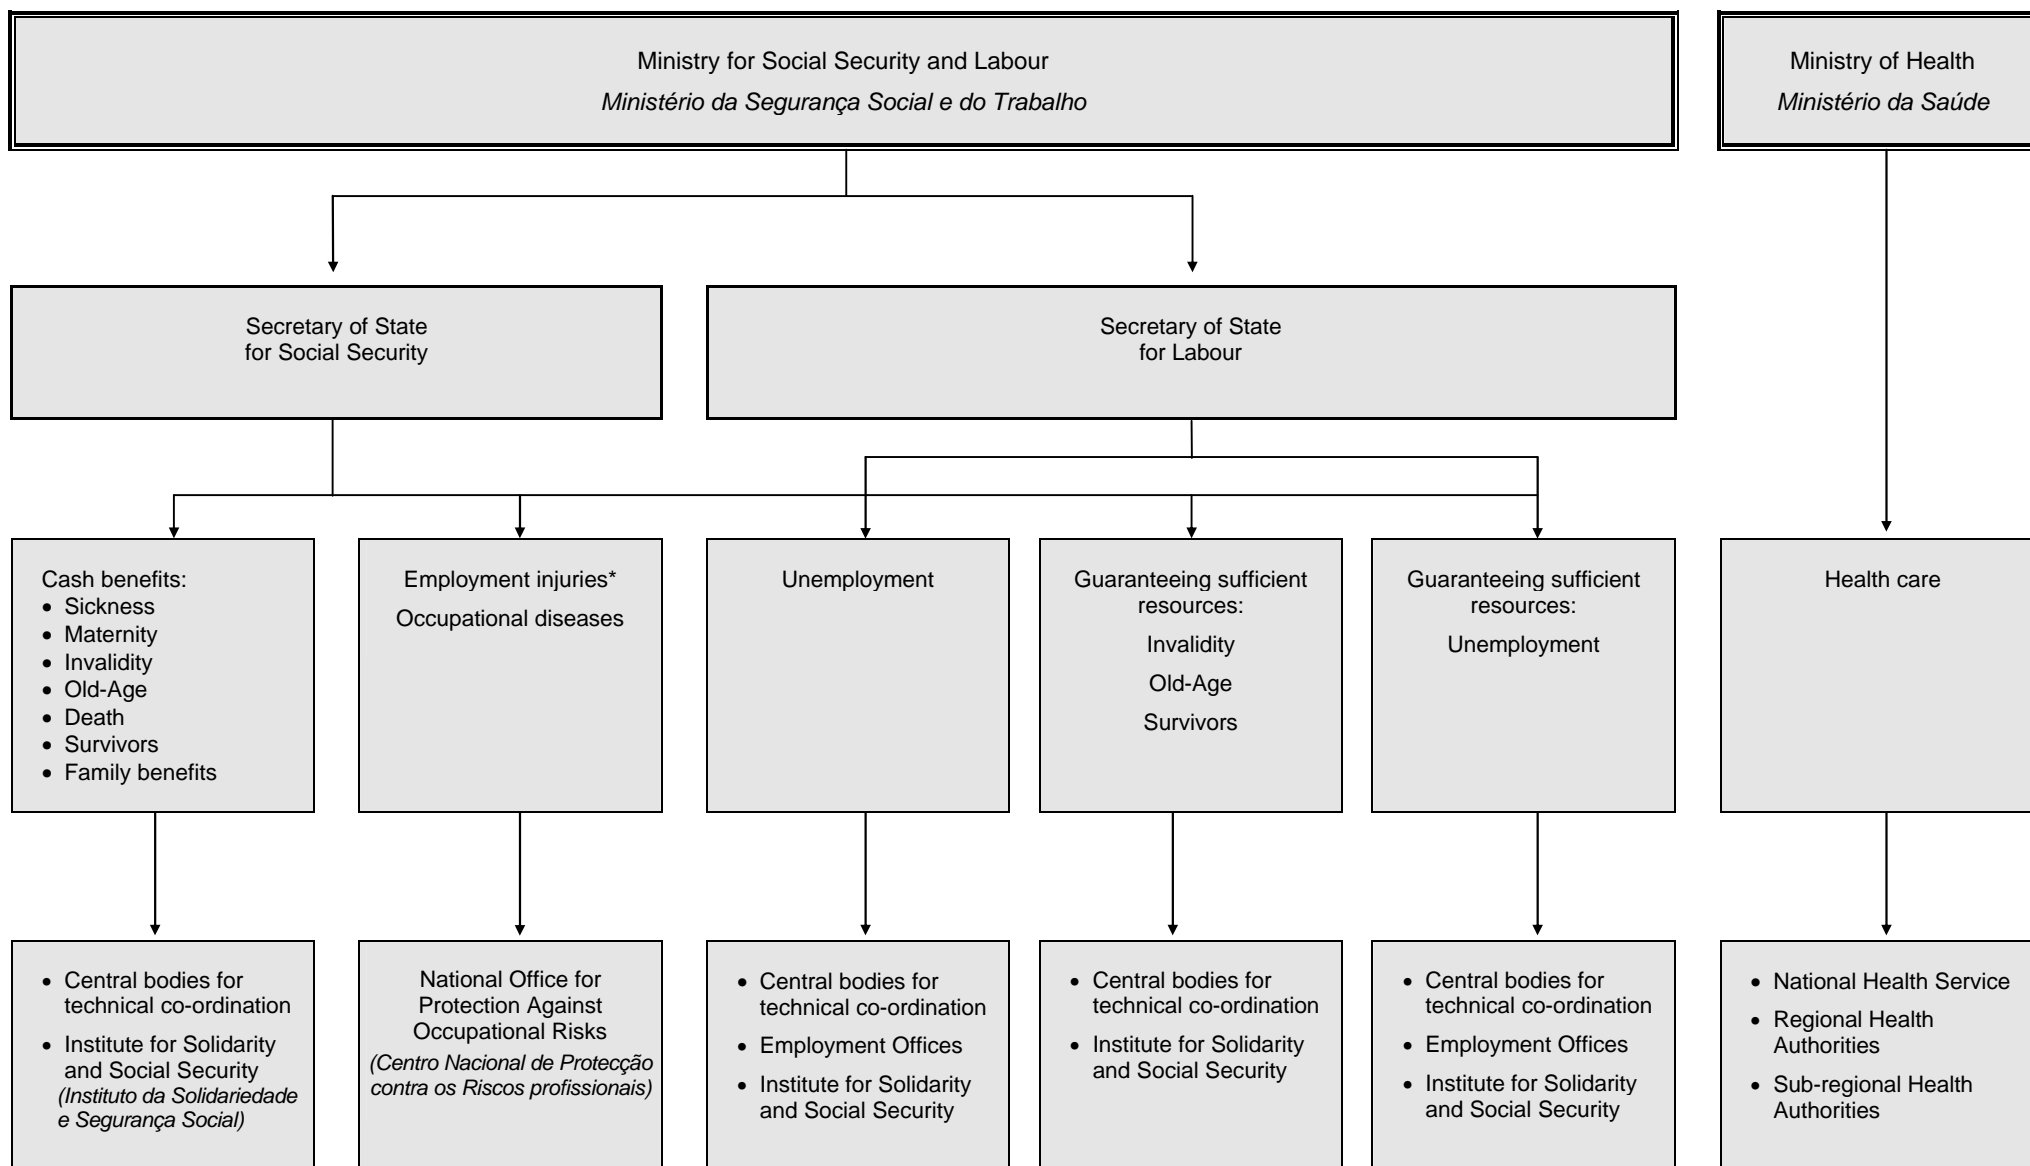 Ministry for Social Security and Labour
Ministério da Segurança Social e do Trabalho
Ministry of Health
Ministério da Saúde
Secretary of State
for Social Security
Secretary of State
for Labour
Cash benefits:
• Sickness
• Maternity
• Invalidity
• Old-Age
• Death
• Survivors
• Family benefits
Employment injuries*
Occupational diseases
Unemployment
Guaranteeing sufficient
resources:
Invalidity
Old-Age
Survivors
Guaranteeing sufficient
resources:
Unemployment
Health care
• Central bodies for
technical co-ordination
• Institute for Solidarity
and Social Security
(Instituto da Solidariedade
e Segurança Social)
National Office for
Protection Against
Occupational Risks
(Centro Nacional de Protecção
contra os Riscos profissionais)
• Central bodies for
technical co-ordination
• Employment Offices
• Institute for Solidarity
and Social Security
• Central bodies for
technical co-ordination
• Institute for Solidarity
and Social Security
• Central bodies for
technical co-ordination
• Employment Offices
• Institute for Solidarity
and Social Security
• National Health Service
• Regional Health
Authorities
• Sub-regional Health
Authorities